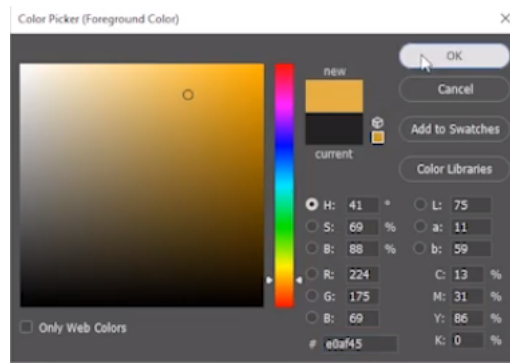 Color Picker (Foreground Color)
OK
new
Cancel
Add to Swatches
current
Color Libraries
H: 41 °
L: 75
S: 69 %
a: 11
B: 88 %
b: 59
R: 224
C: 13 %
G: 175
M: 31 %
B: 69
Y: 86 %
Only Web Colors
# e0af45
K: 0 %